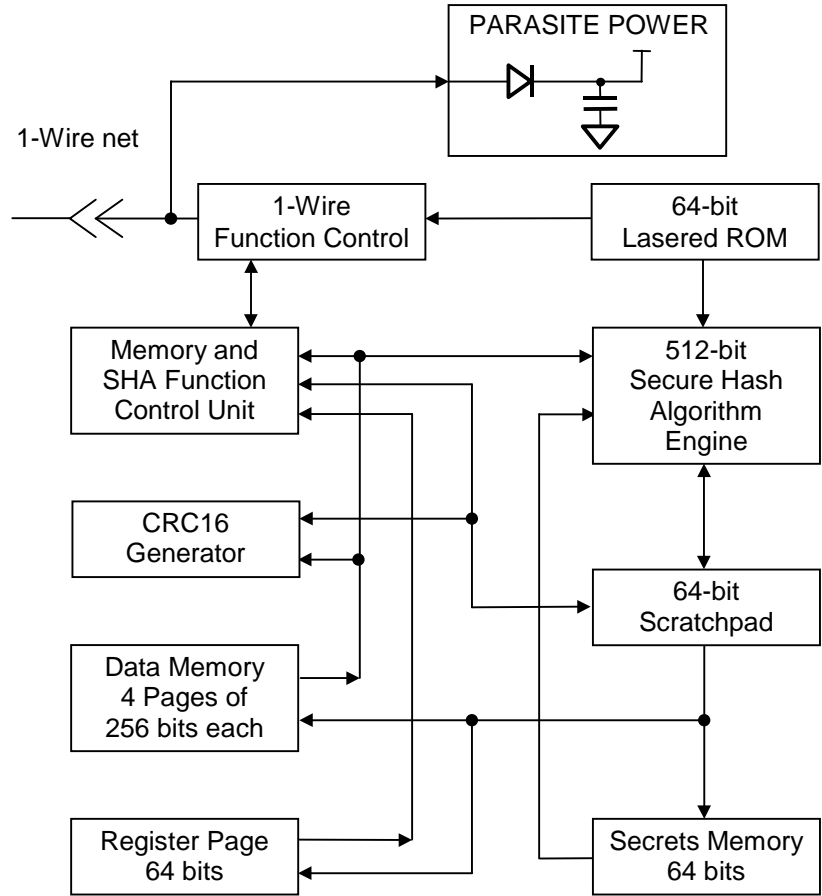 PARASITE POWER
1-Wire net
1-Wire
Function Control
64-bit
Lasered ROM
Memory and
SHA Function
Control Unit
512-bit
Secure Hash
Algorithm
Engine
CRC16
Generator
64-bit
Scratchpad
Data Memory
4 Pages of
256 bits each
Register Page
64 bits
Secrets Memory
64 bits